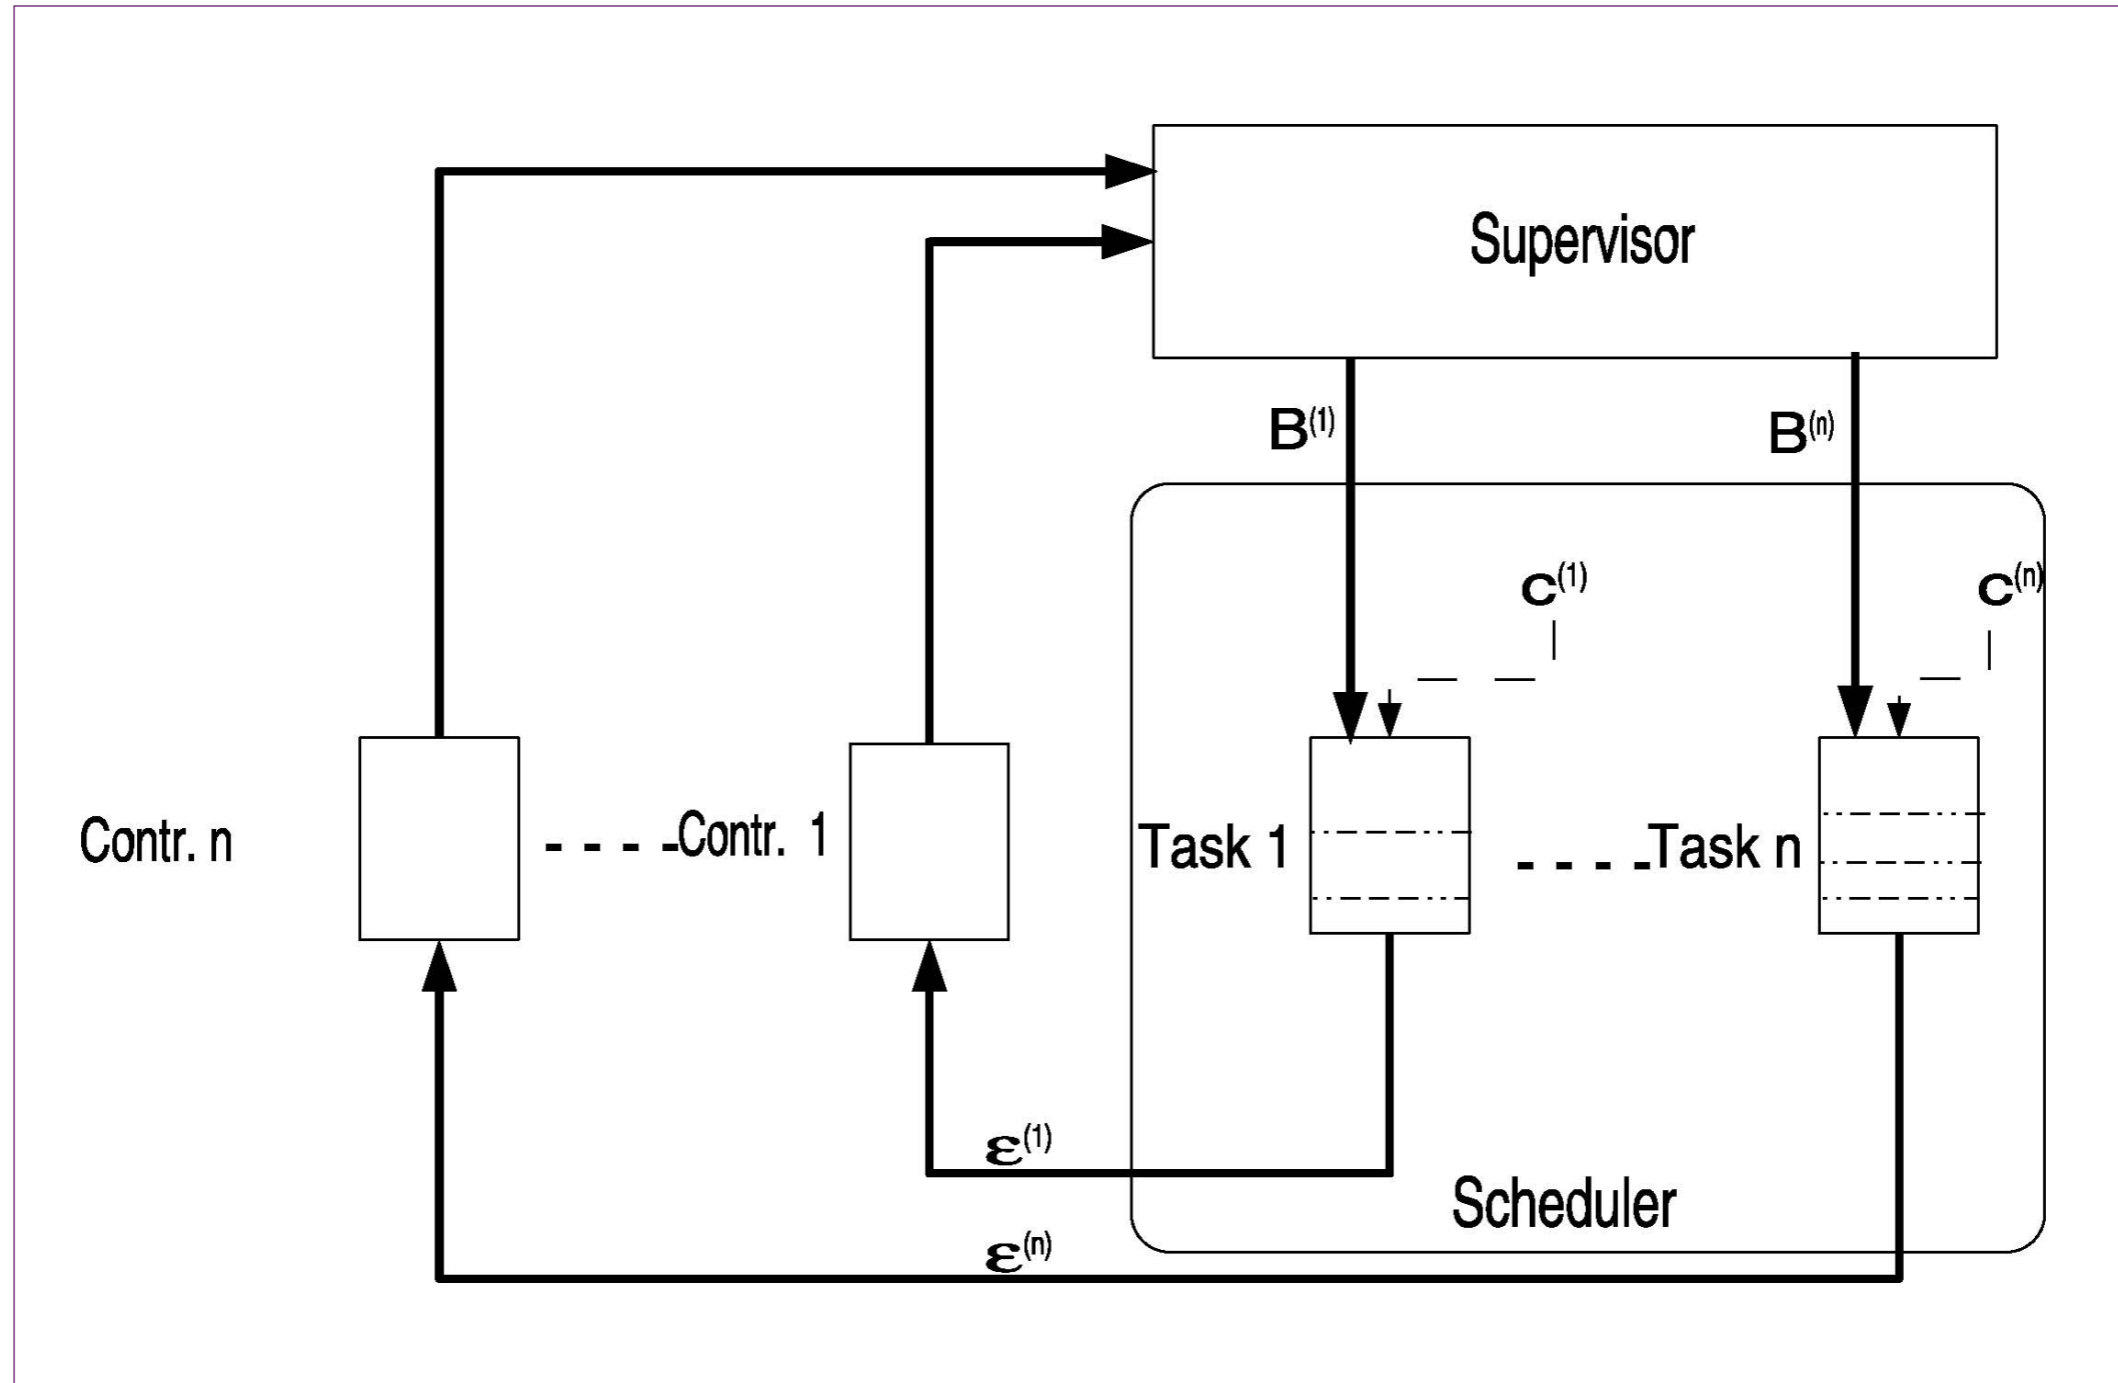 Supervisor
B(1)
B(n)
c(1)
c(n)
Contr. n
Contr. 1
Task 1
Task n
ε(1)
Scheduler
ε(n)